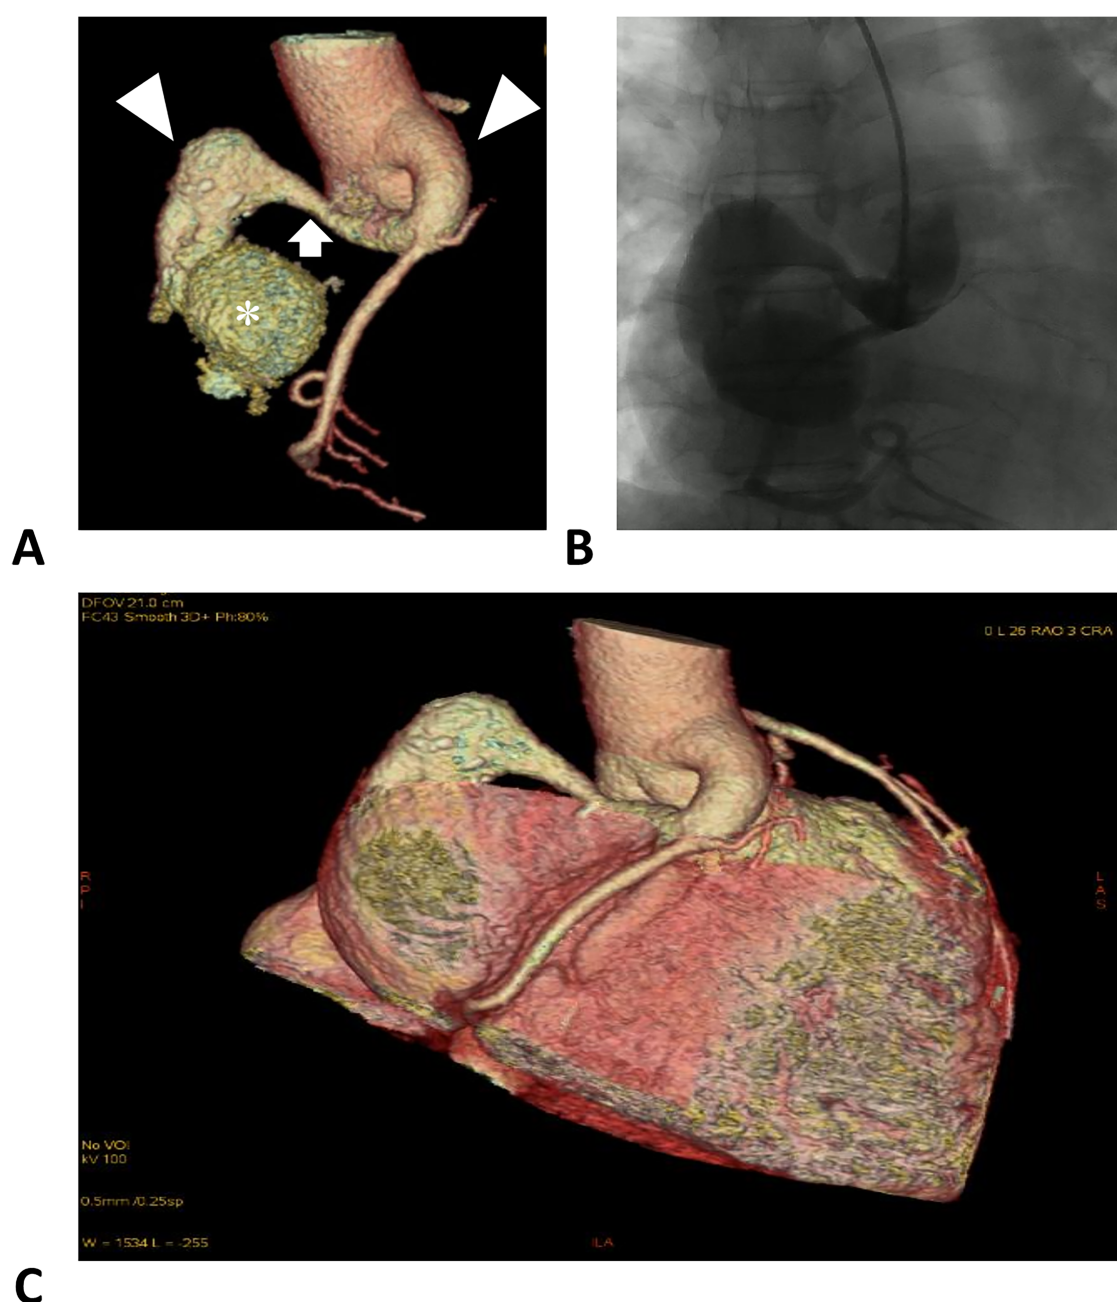 *
A
B
DFOV 21.0 cm
FC43 Smooth 3D+ Ph:80%
0 L 26 RAO 3 CRA
R
P
I
L
A
S
No VOI
kV 100
0.5mm /0.25sp
W = 1534 L = -255
ILA
C